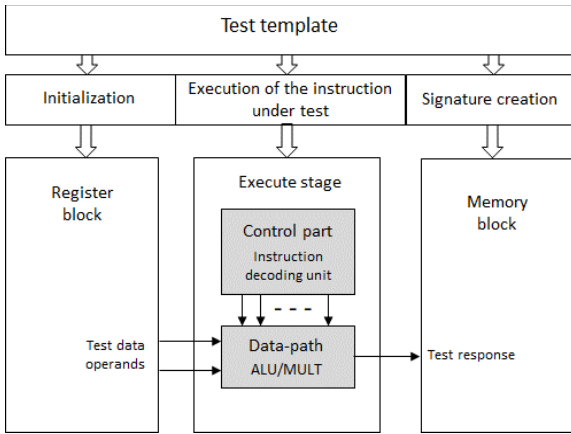 Test template
Initialization
Execution of the instruction
under test
Signature creation
Register
block
Execute stage
Memory
block
Control part
Instruction
decoding unit
- - -
Test data
operands
Data-path
ALU/MULT
Test response